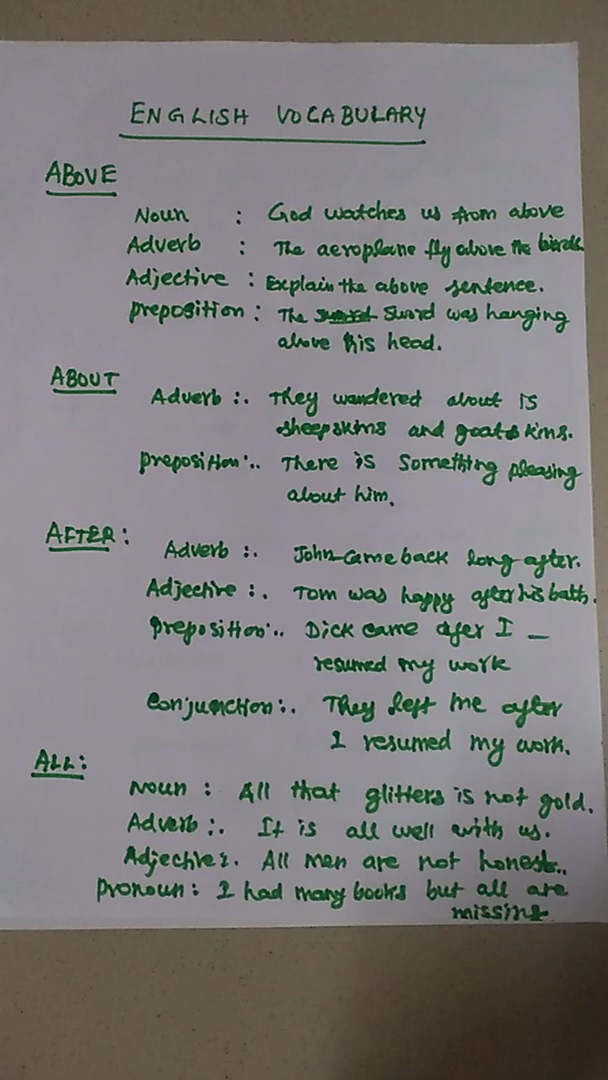 ENGLISH VOCABULARY
ABOVE
Noun : God watches us from above
Adverb : The aeroplane fly above the birds.
Adjective : Explain the above sentence.
preposition : The Sword was hanging
above his head.
ABOUT
Adverb :. They wandered about is
sheepskins and goatskins.
preposition :. There is something pleasing
about him.
AFTER :
Adverb :. John came back long after.
Adjective :. Tom was happy after his bath.
preposition :. Dick came afer I _
resumed my work
Conjunction :. They left me after
I resumed my work.
ALL :
Noun : All that glitters is not gold.
Adverb :. It is all well with us.
Adjective :. All men are not honest..
pronoun : I had many books but all are
missing